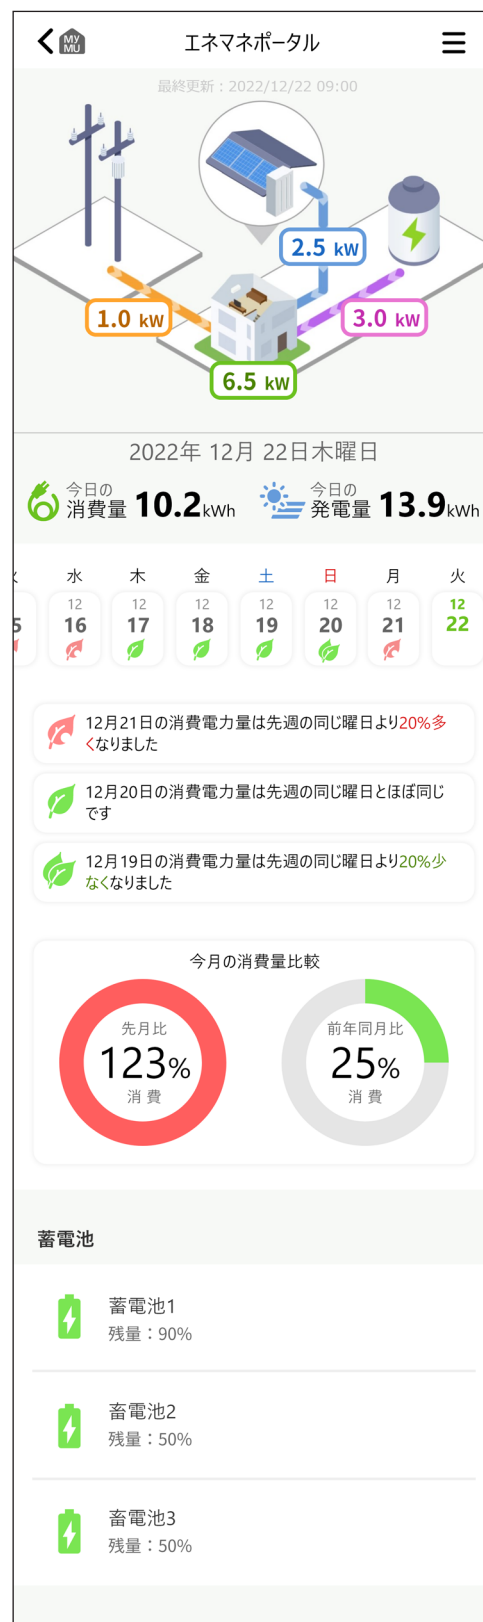 MY
MU
エネマネポータル
最終更新：2022/12/22 09:00
2.5 kW
1.0 kW
3.0 kW
6.5 kW
2022年 12月 22日木曜日
今日の
消費量 10.2kWh
今日の
発電量 13.9kWh
水 木 金 土 日 月 火
12 12 12 12 12 12 12
5 16 17 18 19 20 21 22
12月21日の消費電力量は先週の同じ曜日より20%多
くなりました
12月20日の消費電力量は先週の同じ曜日とほぼ同じ
です
12月19日の消費電力量は先週の同じ曜日より20%少
なくなりました
今月の消費量比較
先月比
123%
消費
前年同月比
25%
消費
蓄電池
蓄電池1
残量：90%
畜電池2
残量：50%
畜電池3
残量：50%